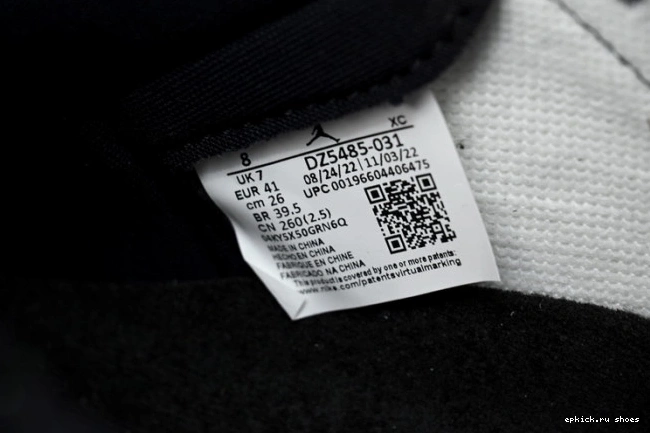 8 XC
UK 7 DZ5485-031
EUR 41 08/24/22 | 11/03/22
cm 26 UPC 00196604406475
BR 39.5
CN 260(2.5)
04KY5X50GRN6Q
MADE IN CHINA
HECHO EN CHINA
FABRIQUE EN CHINE
FABRICADO NA CHINA
This product is covered by one or more patents:
www.nike.com/patentsvirtualmarking
epkick.ru shoes